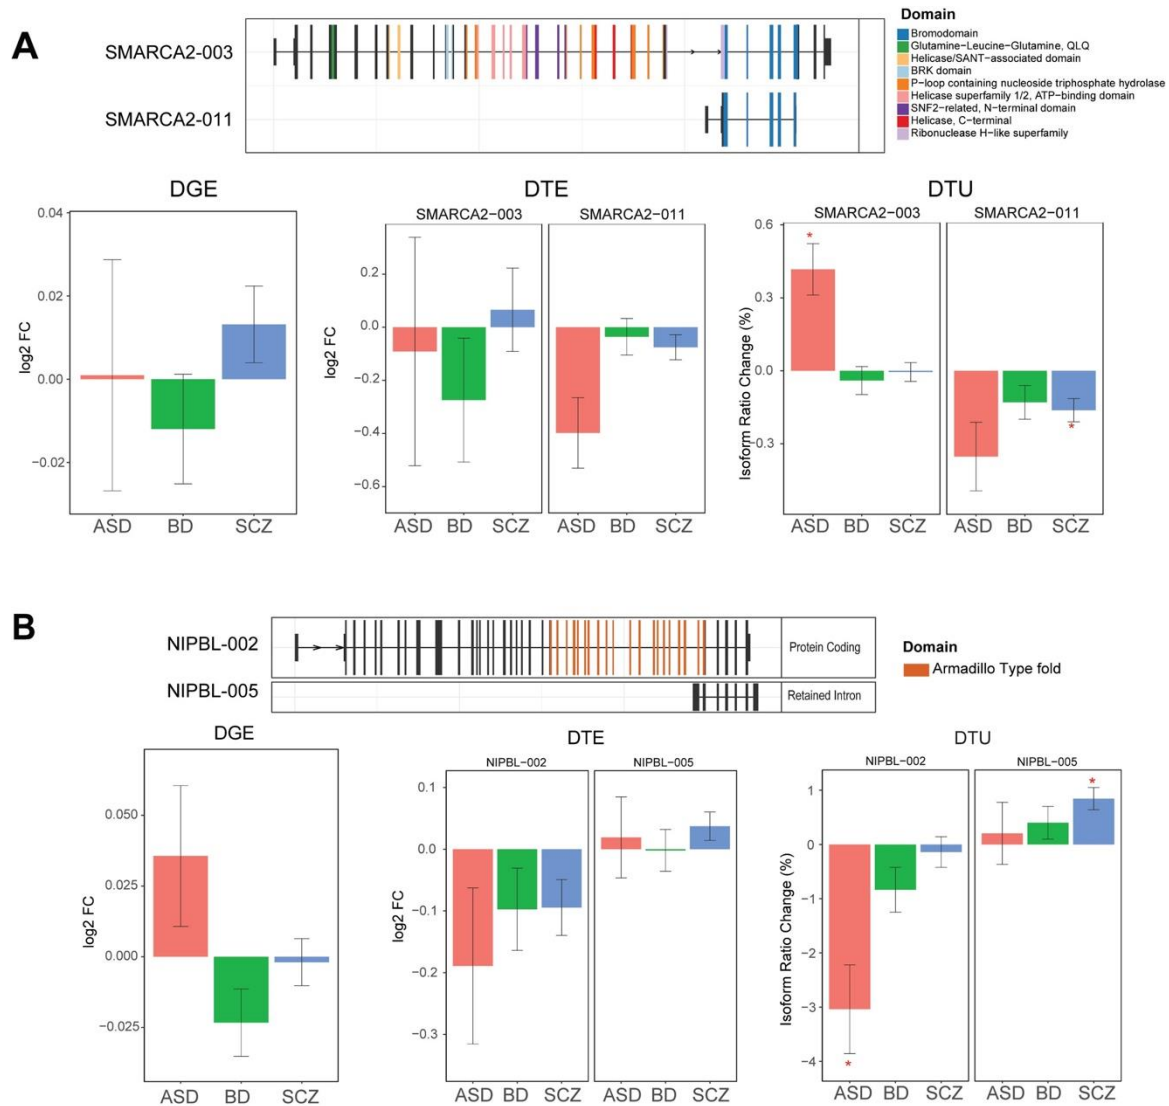 A
SMARCA2-003
SMARCA2-011
Domain
Bromodomain
Glutamine-Leucine-Glutamine, QLQ
Helicase/SANT-associated domain
BRK domain
P-loop containing nucleoside triphosphate hydrolase
Helicase superfamily 1/2, ATP-binding domain
SNF2-related, N-terminal domain
Helicase, C-terminal
Ribonuclease H-like superfamily
DGE
0.04
0.02
0.00
-0.02
log2 FC
ASD BD SCZ
DTE
SMARCA2-003 SMARCA2-011
0.2
0.0
-0.2
-0.4
-0.6
log2 FC
ASD BD SCZ ASD BD SCZ
DTU
SMARCA2-003 SMARCA2-011
0.6
0.3
0.0
-0.3
Isoform Ratio Change (%)
*
*
ASD BD SCZ ASD BD SCZ
B
NIPBL-002
Protein Coding
NIPBL-005
Retained Intron
Domain
Armadillo Type fold
DGE
0.050
0.025
0.000
-0.025
log2 FC
ASD BD SCZ
DTE
NIPBL-002 NIPBL-005
0.1
0.0
-0.1
-0.2
-0.3
log2 FC
ASD BD SCZ ASD BD SCZ
DTU
NIPBL-002 NIPBL-005
1
0
-1
-2
-3
-4
Isoform Ratio Change (%)
*
*
ASD BD SCZ ASD BD SCZ